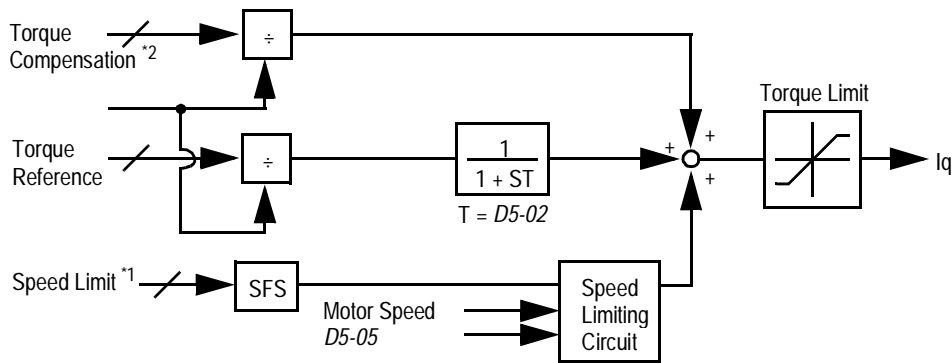 Torque
Compensation *2
÷
Torque Limit
+
+
+
Torque
Reference
÷
1
1 + ST
T = D5-02
Iq
Speed Limit *1
SFS
Motor Speed
D5-05
Speed
Limiting
Circuit